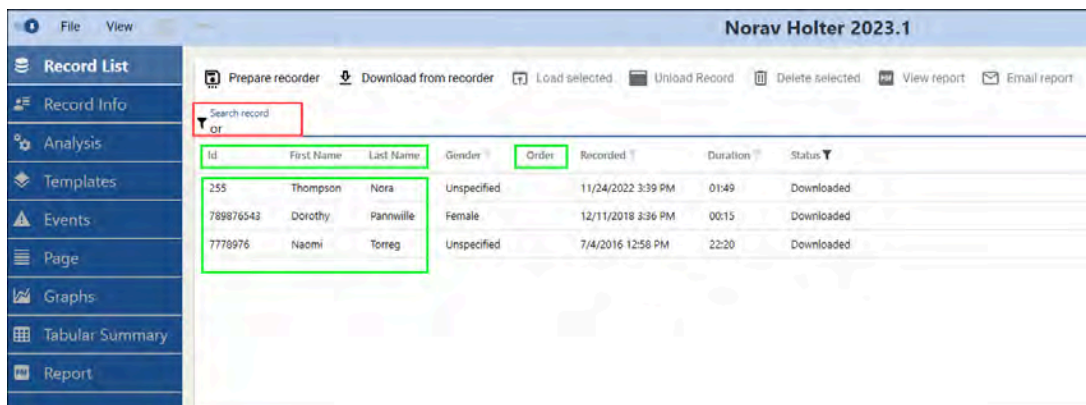 File View Norav Holter 2023.1
Record List
Record Info
Analysis
Templates
Events
Page
Graphs
Tabular Summary
Report
Prepare recorder Download from recorder Load selected Unload Record Delete selected View report Email report
Search record
or
Id First Name Last Name Gender Order Recorded Duration Status
255 Thompson Nora Unspecified 11/24/2022 3:39 PM 01:49 Downloaded
789876543 Dorothy Pannwille Female 12/11/2018 3:36 PM 00:15 Downloaded
7778976 Naomi Torreg Unspecified 7/4/2016 12:58 PM 22:20 Downloaded